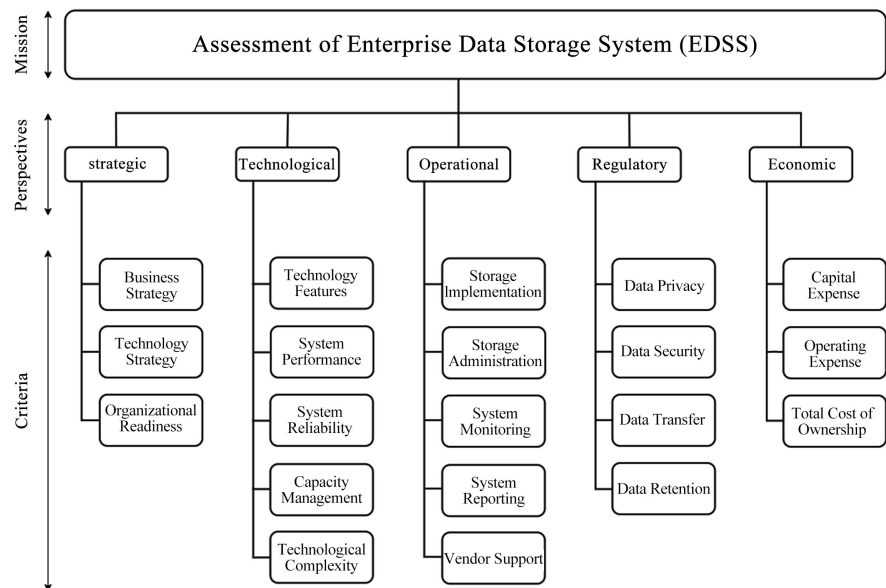 Mission
Assessment of Enterprise Data Storage System (EDSS)
Perspectives
strategic
Technological
Operational
Regulatory
Economic
Criteria
Business
Strategy
Technology
Strategy
Organizational
Readiness
Technology
Features
System
Performance
System
Reliability
Capacity
Management
Technological
Complexity
Storage
Implementation
Storage
Administration
System
Monitoring
System
Reporting
Vendor Support
Data Privacy
Data Security
Data Transfer
Data Retention
Capital
Expense
Operating
Expense
Total Cost of
Ownership